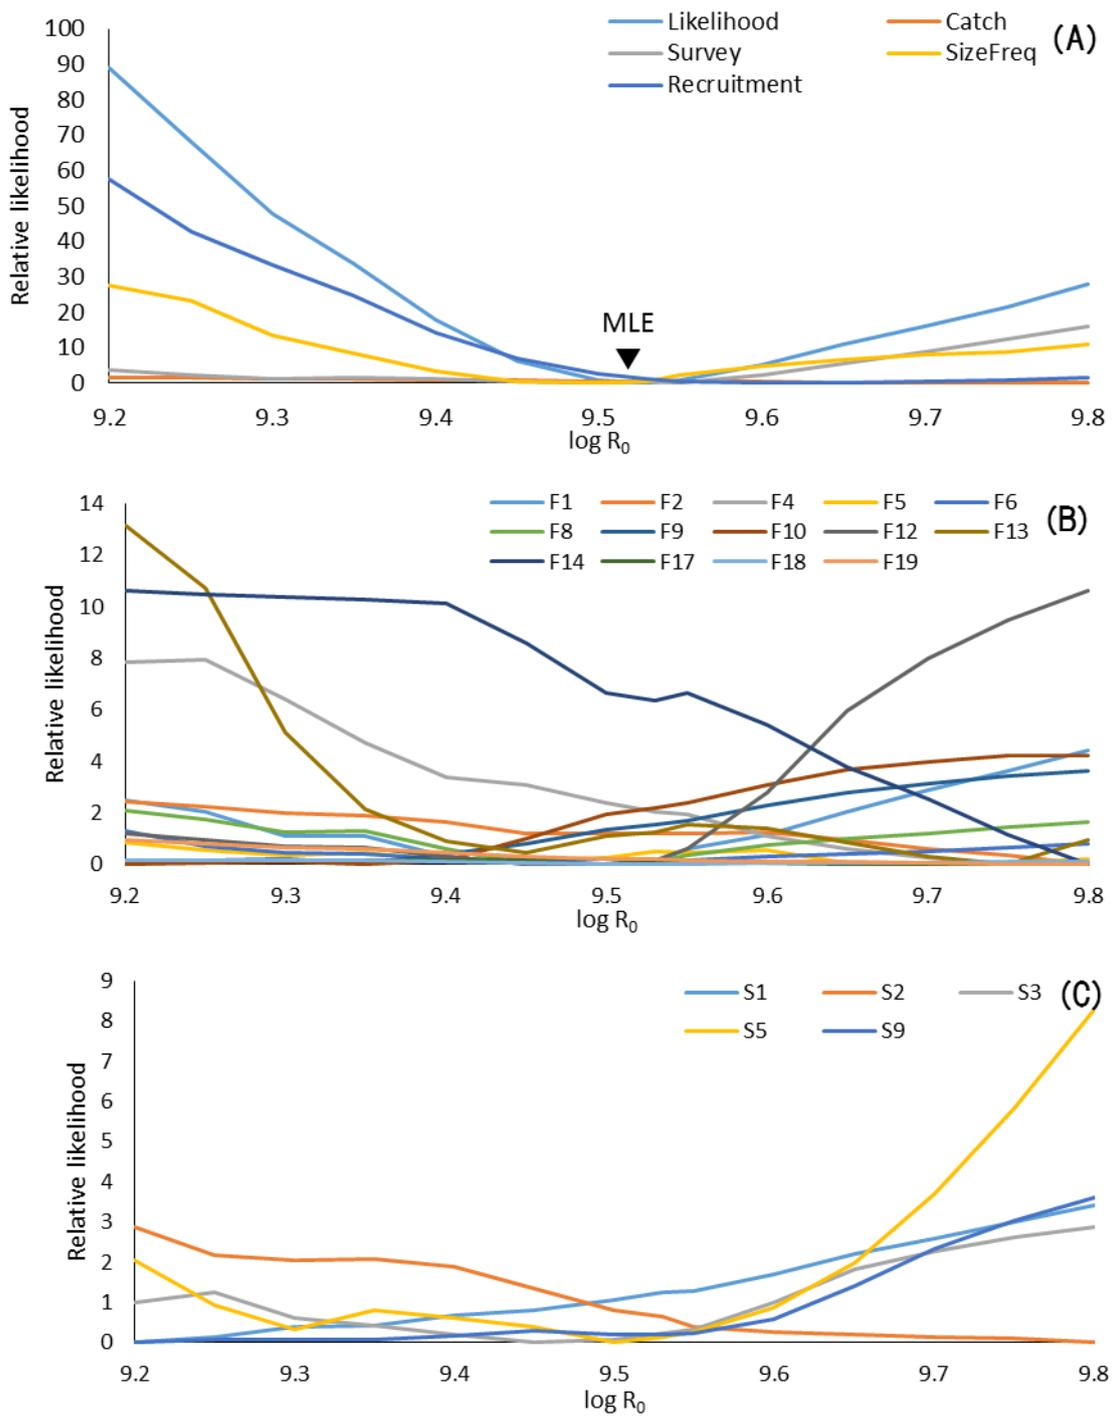 Likelihood Catch (A)
Survey SizeFreq
Recruitment
100
90
80
70
60
50
40
30
20
10
0
Relative likelihood
MLE
9.2 9.3 9.4 9.5 9.6 9.7 9.8
log R₀
F1 F2 F4 F5 F6 (B)
F8 F9 F10 F12 F13
F14 F17 F18 F19
14
12
10
8
6
4
2
0
Relative likelihood
9.2 9.3 9.4 9.5 9.6 9.7 9.8
log R₀
S1 S2 S3 (C)
S5 S9
9
8
7
6
5
4
3
2
1
0
Relative likelihood
9.2 9.3 9.4 9.5 9.6 9.7 9.8
log R₀